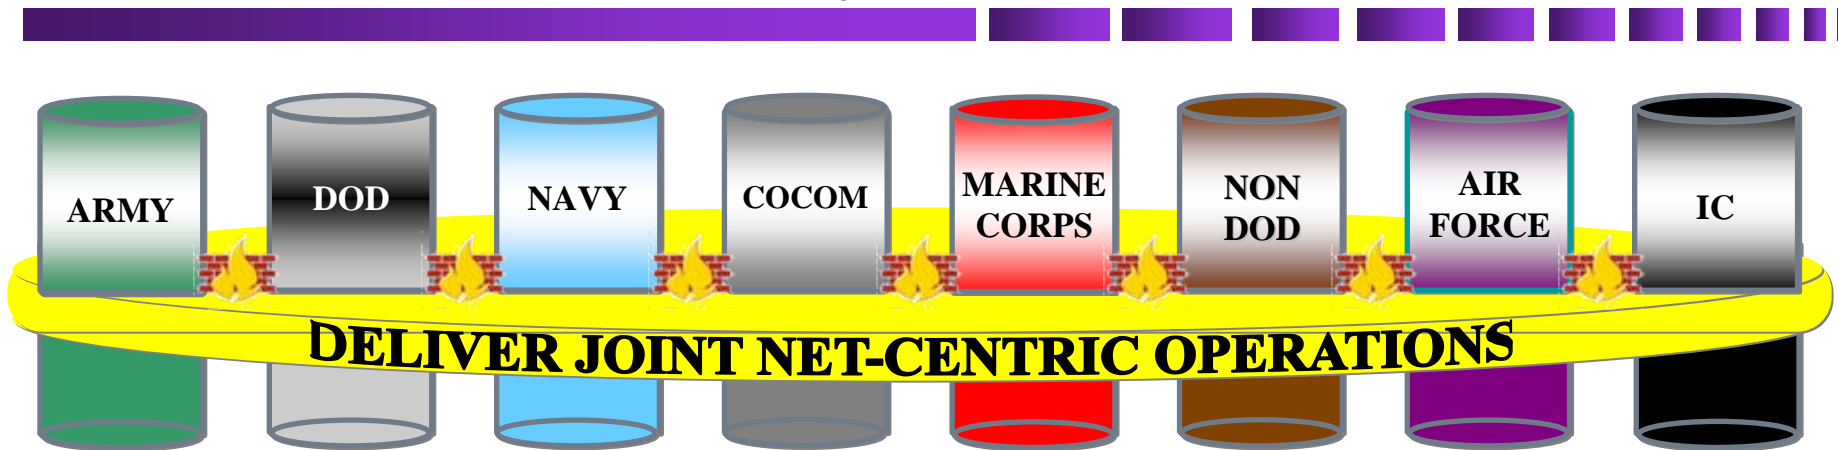 ARMY
DOD
NAVY
COCOM
MARINE
CORPS
NON
DOD
AIR
FORCE
IC
DELIVER JOINT NET-CENTRIC OPERATIONS